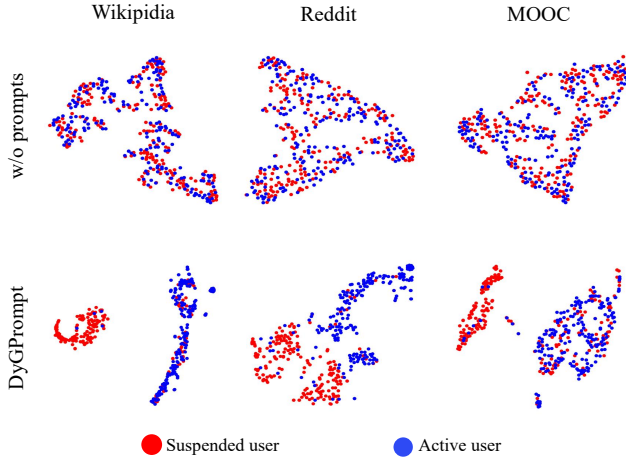 Wikipidia Reddit MOOC
w/o prompts
DyGPrompt
Suspended user Active user